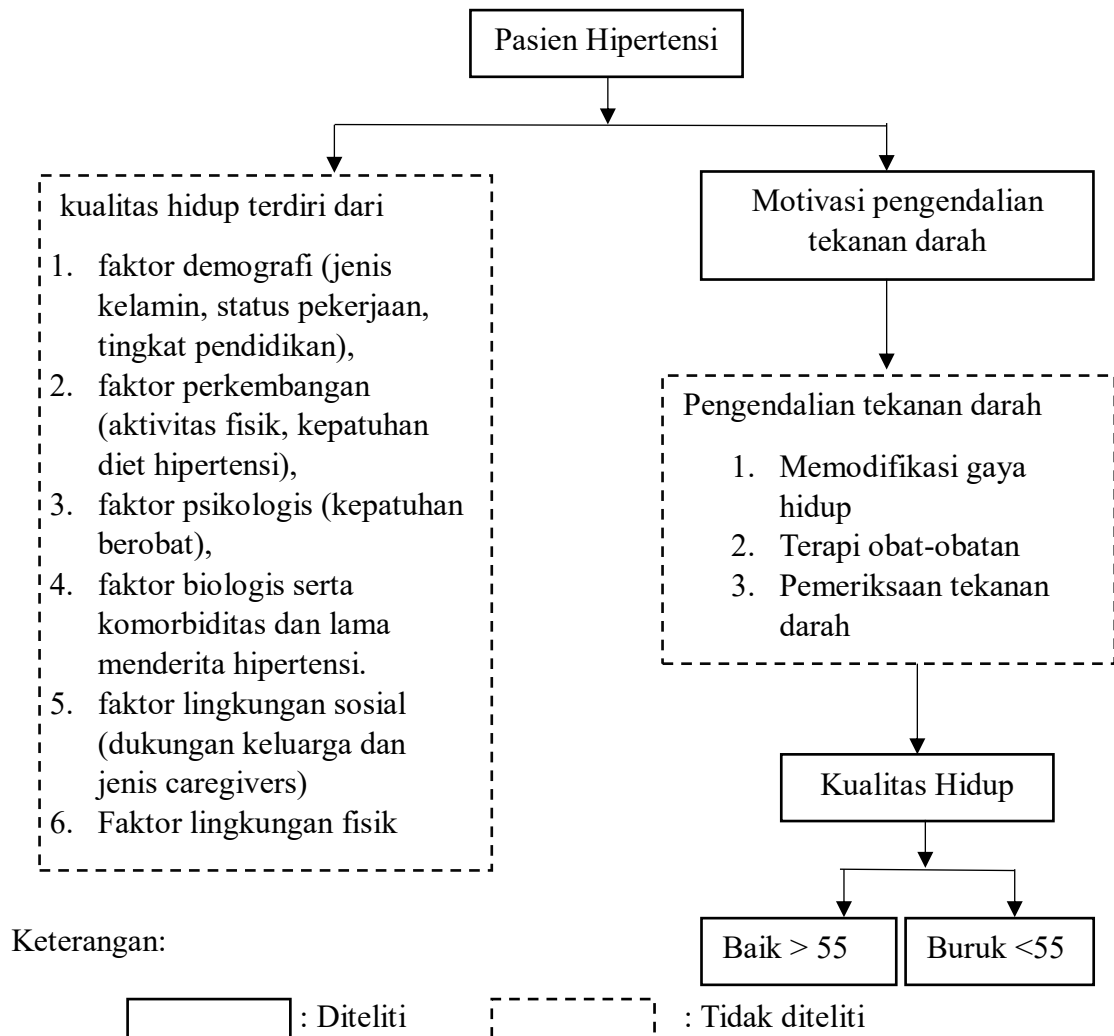 Pasien Hipertensi
kualitas hidup terdiri dari
1. faktor demografi (jenis
kelamin, status pekerjaan,
tingkat pendidikan),
2. faktor perkembangan
(aktivitas fisik, kepatuhan
diet hipertensi),
3. faktor psikologis (kepatuhan
berobat),
4. faktor biologis serta
komorbiditas dan lama
menderita hipertensi.
5. faktor lingkungan sosial
(dukungan keluarga dan
jenis caregivers)
6. Faktor lingkungan fisik
Motivasi pengendalian
tekanan darah
Pengendalian tekanan darah
1. Memodifikasi gaya
hidup
2. Terapi obat-obatan
3. Pemeriksaan tekanan
darah
Kualitas Hidup
Baik > 55
Buruk <55
Keterangan:
: Diteliti
: Tidak diteliti